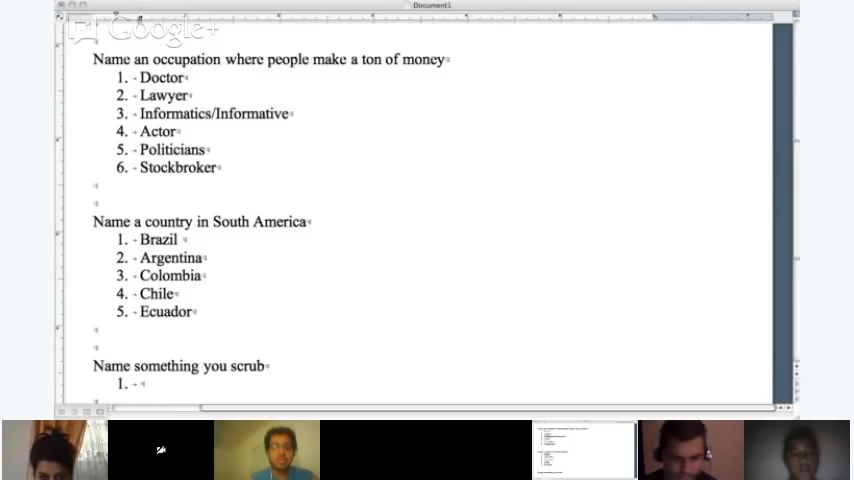 Document1
Google+
Name an occupation where people make a ton of money
1. Doctor
2. Lawyer
3. Informatics/Informative
4. Actor
5. Politicians
6. Stockbroker
Name a country in South America
1. Brazil
2. Argentina
3. Colombia
4. Chile
5. Ecuador
Name something you scrub
1.